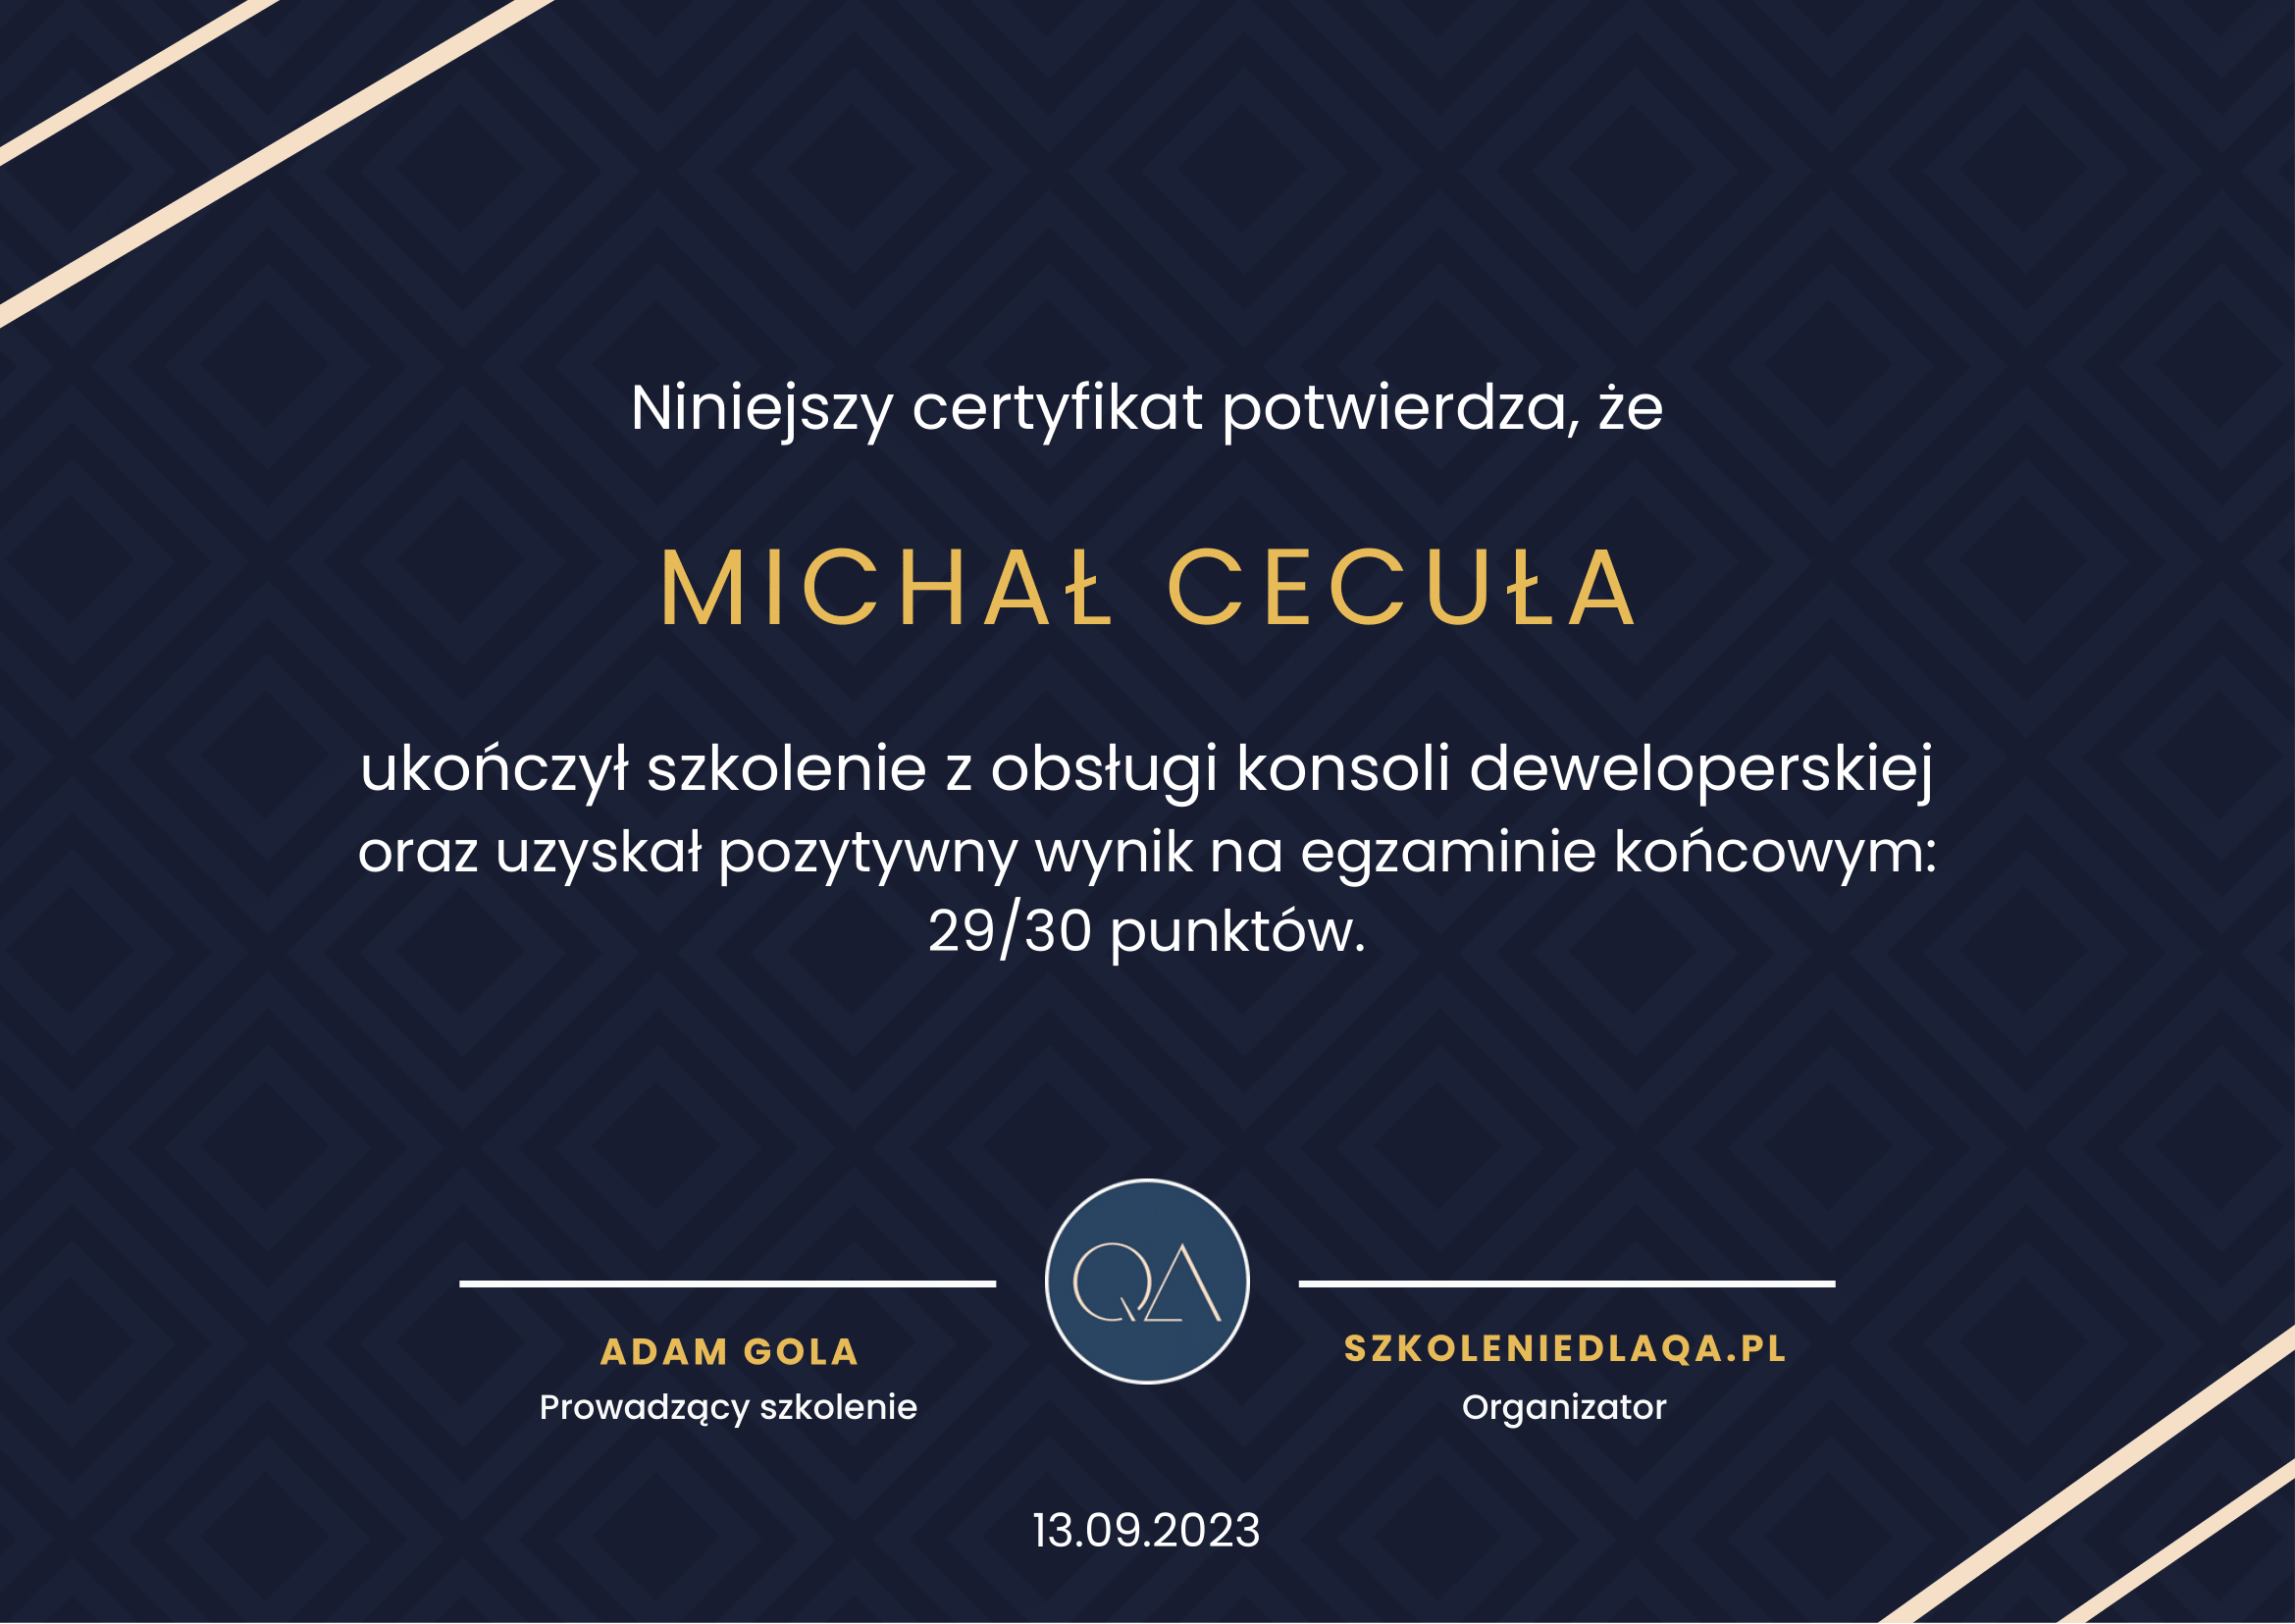 Niniejszy certyfikat potwierdza, że
MICHAŁ CECUŁA
ukończył szkolenie z obsługi konsoli deweloperskiej
oraz uzyskał pozytywny wynik na egzaminie końcowym:
29/30 punktów.
QA
ADAM GOLA
Prowadzący szkolenie
SZKOLENIEDLAQA.PL
Organizator
13.09.2023